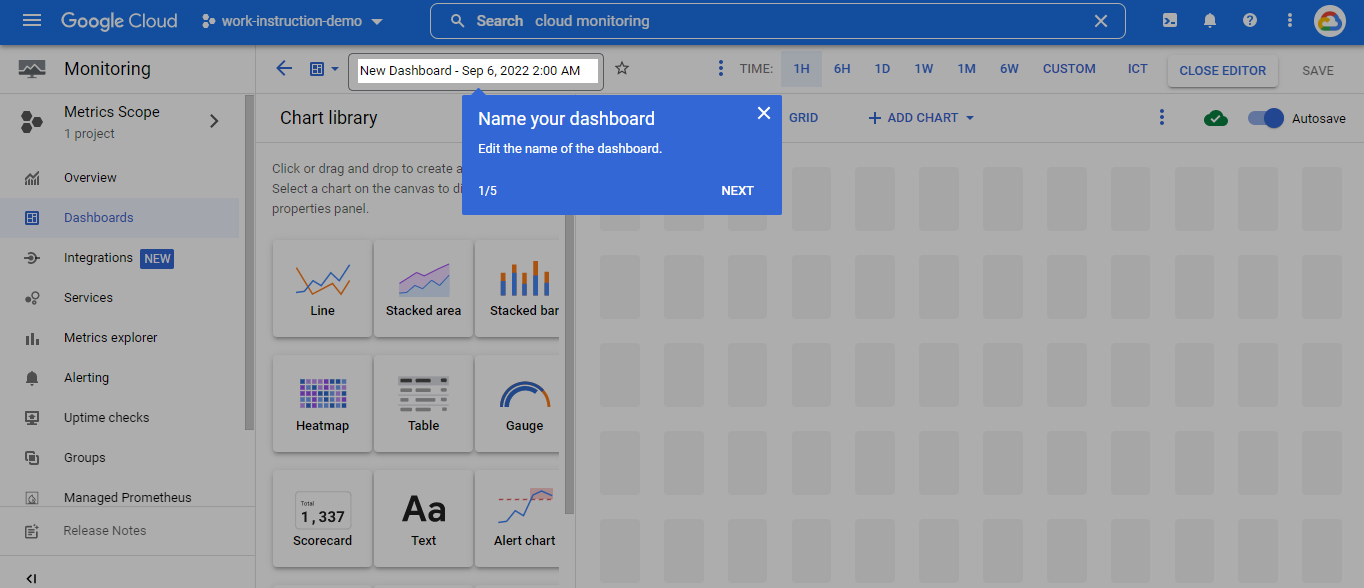 Google Cloud
work-instruction-demo
Search cloud monitoring
Monitoring
New Dashboard - Sep 6, 2022 2:00 AM
TIME: 1H 6H 1D 1W 1M 6W CUSTOM ICT
CLOSE EDITOR
SAVE
Metrics Scope
1 project
Overview
Dashboards
Integrations NEW
Services
Metrics explorer
Alerting
Uptime checks
Groups
Managed Prometheus
Release Notes
Chart library
Name your dashboard
Edit the name of the dashboard.
1/5 NEXT
GRID
ADD CHART
Autosave
Click or drag and drop to create a
Select a chart on the canvas to di
properties panel.
Line Stacked area Stacked bar
Heatmap Table Gauge
Total
1,337 Aa
Scorecard Text Alert chart